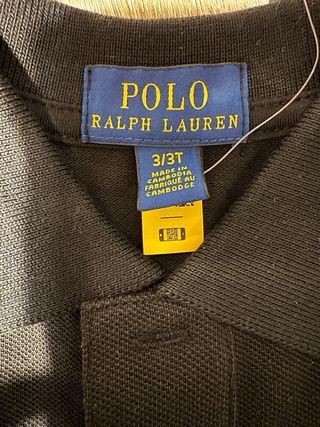 POLO
RALPH LAUREN
3/3T
MADE IN
CAMBODIA
FABRIQUÉ AU
CAMBODGE